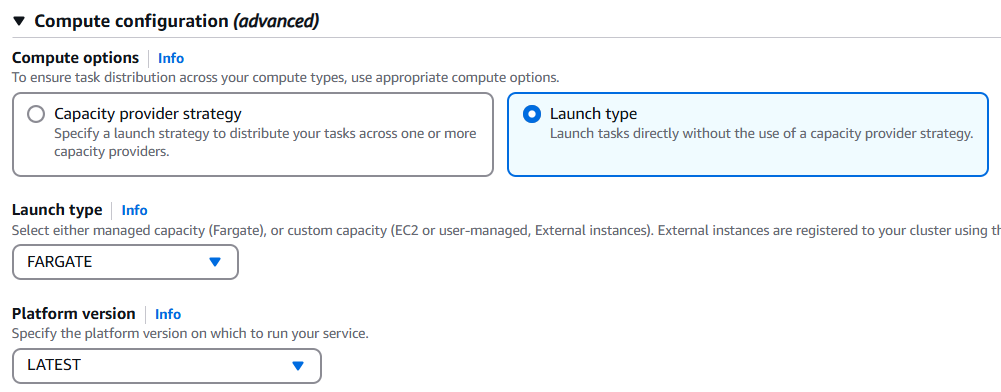 Compute configuration (advanced)
Compute options Info
To ensure task distribution across your compute types, use appropriate compute options.
Capacity provider strategy
Specify a launch strategy to distribute your tasks across one or more
capacity providers.
Launch type
Launch tasks directly without the use of a capacity provider strategy.
Launch type Info
Select either managed capacity (Fargate), or custom capacity (EC2 or user-managed, External instances). External instances are registered to your cluster using
FARGATE
Platform version Info
Specify the platform version on which to run your service.
LATEST